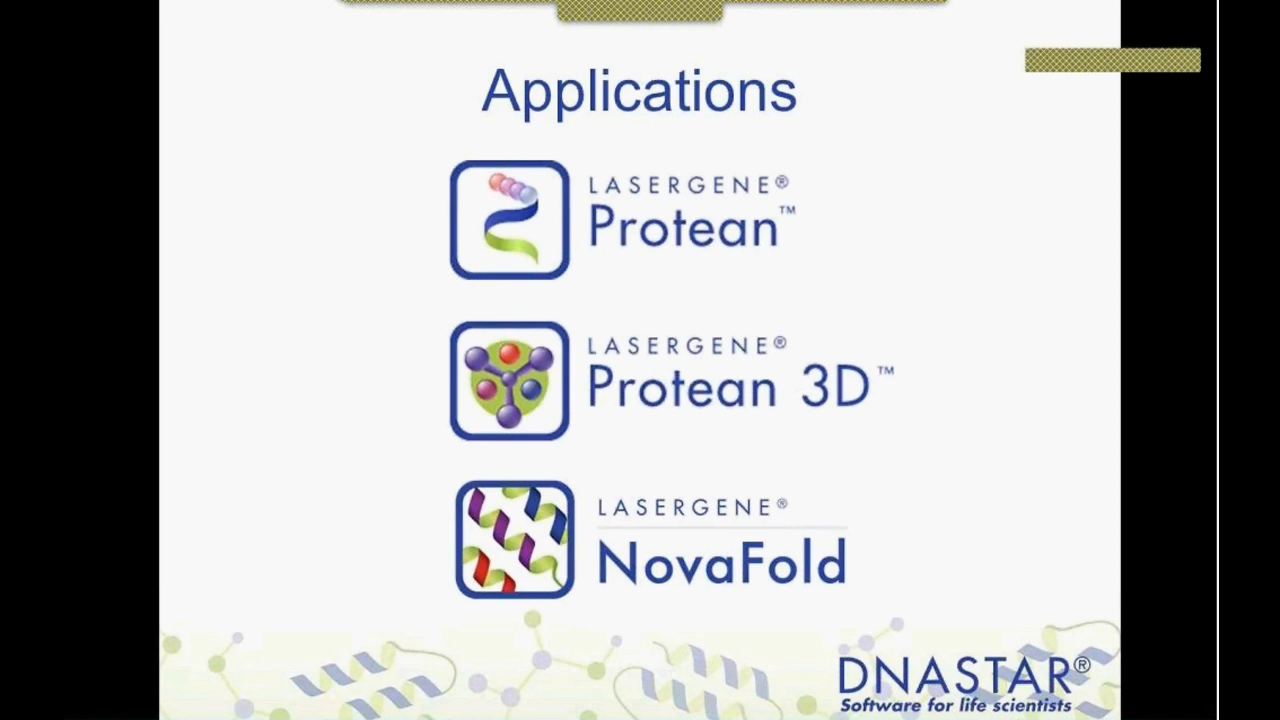 Applications
LASERGENE®
Protean™
LASERGENE®
Protean 3D™
LASERGENE®
NovaFold
DNASTAR®
Software for life scientists